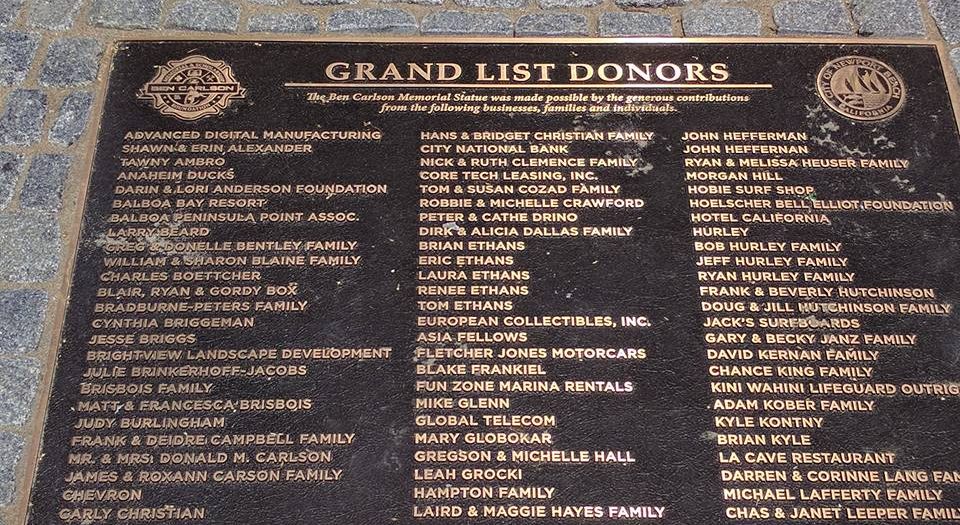 BEN CARLSON
GRAND LIST DONORS
The Ben Carlson Memorial Statue was made possible by the generous contributions
from the following businesses, families and individuals.
CITY OF NEWPORT BEACH
CALIFORNIA
ADVANCED DIGITAL MANUFACTURING
SHAWN & ERIN ALEXANDER
TAWNY AMBRO
ANAHEIM DUCKS
DARIN & LORI ANDERSON FOUNDATION
BALBOA BAY RESORT
BALBOA PENINSULA POINT ASSOC.
LARRY BEARD
GREG & DONELLE BENTLEY FAMILY
WILLIAM & SHARON BLAINE FAMILY
CHARLES BOETTCHER
BLAIR, RYAN & GORDY BOX
BRADBURNE-PETERS FAMILY
CYNTHIA BRIGGEMAN
JESSE BRIGGS
BRIGHTVIEW LANDSCAPE DEVELOPMENT
JULIE BRINKERHOFF-JACOBS
BRISBOIS FAMILY
MATT & FRANCESCA BRISBOIS
JUDY BURLINGHAM
FRANK & DEIDRE CAMPBELL FAMILY
MR. & MRS. DONALD M. CARLSON
JAMES & ROXANN CARSON FAMILY
CHEVRON
CARLY CHRISTIAN
HANS & BRIDGET CHRISTIAN FAMILY
CITY NATIONAL BANK
NICK & RUTH CLEMENCE FAMILY
CORE TECH LEASING, INC.
TOM & SUSAN COZAD FAMILY
ROBBIE & MICHELLE CRAWFORD
PETER & CATHE DRINO
DIRK & ALICIA DALLAS FAMILY
BRIAN ETHANS
ERIC ETHANS
LAURA ETHANS
RENEE ETHANS
TOM ETHANS
EUROPEAN COLLECTIBLES, INC.
ASIA FELLOWS
FLETCHER JONES MOTORCARS
BLAKE FRANKIEL
FUN ZONE MARINA RENTALS
MIKE GLENN
GLOBAL TELECOM
MARY GLOBOKAR
GREGSON & MICHELLE HALL
LEAH GROCKI
HAMPTON FAMILY
LAIRD & MAGGIE HAYES FAMILY
JOHN HEFFERMAN
JOHN HEFFERNAN
RYAN & MELISSA HEUSER FAMILY
MORGAN HILL
HOBIE SURF SHOP
HOELSCHER BELL ELLIOT FOUNDATION
HOTEL CALIFORNIA
HURLEY
BOB HURLEY FAMILY
JEFF HURLEY FAMILY
RYAN HURLEY FAMILY
FRANK & BEVERLY HUTCHINSON
DOUG & JILL HUTCHINSON FAMILY
JACK'S SURFBOARDS
GARY & BECKY JANZ FAMILY
DAVID KERNAN FAMILY
CHANCE KING FAMILY
KINI WAHINI LIFEGUARD OUTRIG
ADAM KOBER FAMILY
KYLE KONTNY
BRIAN KYLE
LA CAVE RESTAURANT
DARREN & CORINNE LANG FAM
MICHAEL LAFFERTY FAMILY
CHAS & JANET LEEPER FAMIL